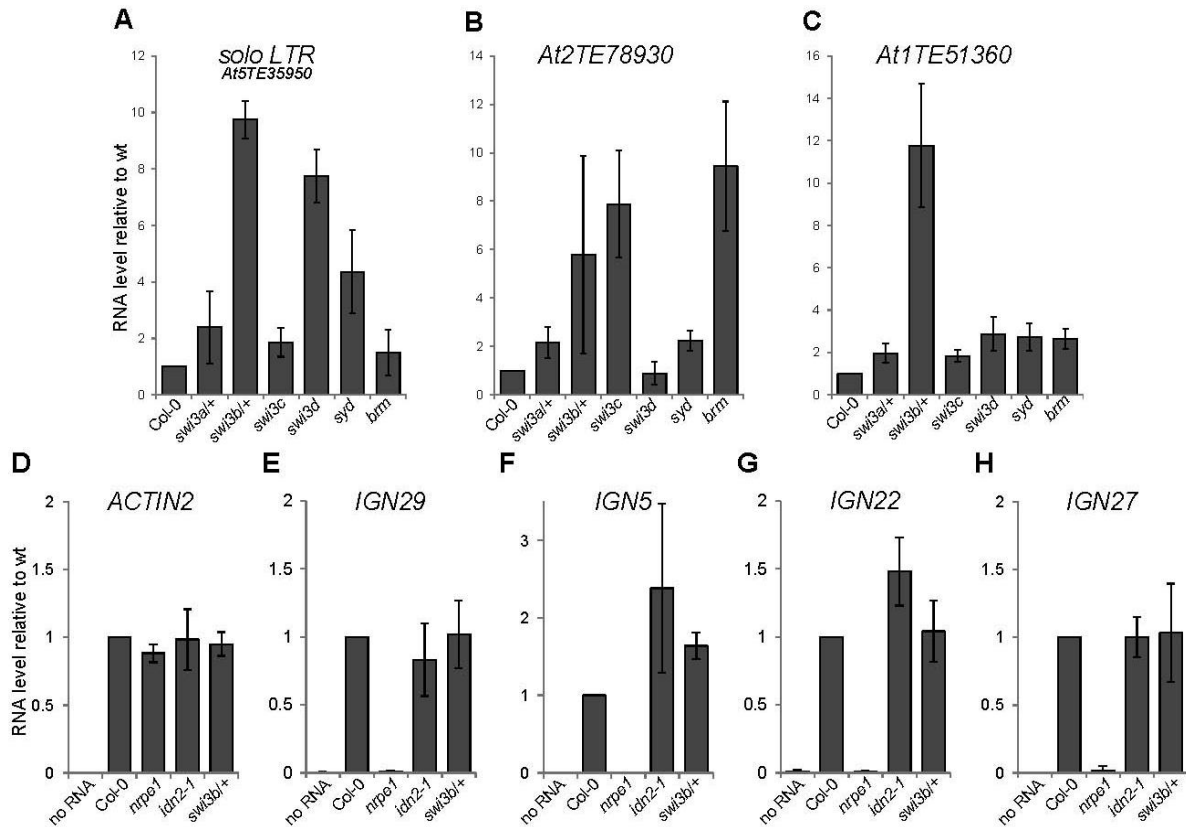 A
solo LTR
At5TE35950
RNA level relative to wt
12
10
8
6
4
2
0
Col-0
swi3a/+
swi3b/+
swi3c
swi3d
syd
brm
B
At2TE78930
14
12
10
8
6
4
2
0
Col-0
swi3a/+
swi3b/+
swi3c
swi3d
syd
brm
C
At1TE51360
16
14
12
10
8
6
4
2
0
Col-0
swi3a/+
swi3b/+
swi3c
swi3d
syd
brm
D
ACTIN2
RNA level relative to wt
2
1.5
1
0.5
0
no RNA
Col-0
nrpe1
idn2-1
swi3b/+
E
IGN29
2
1.5
1
0.5
0
no RNA
Col-0
nrpe1
idn2-1
swi3b/+
F
IGN5
3
2
1
0
no RNA
Col-0
nrpe1
idn2-1
swi3b/+
G
IGN22
2
1.5
1
0.5
0
no RNA
Col-0
nrpe1
idn2-1
swi3b/+
H
IGN27
2
1.5
1
0.5
0
no RNA
Col-0
nrpe1
idn2-1
swi3b/+